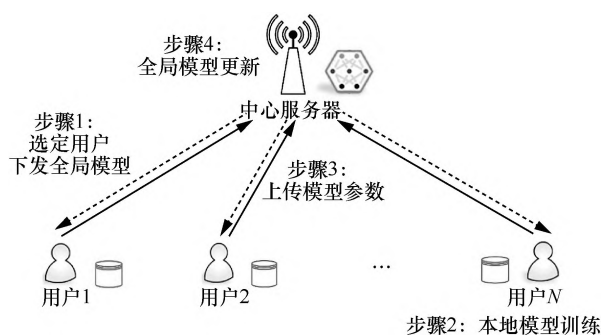 步骤4：
全局模型更新
中心服务器
步骤1：
选定用户
下发全局模型
步骤3：
上传模型参数
用户1
用户2
…
用户N
步骤2：本地模型训练